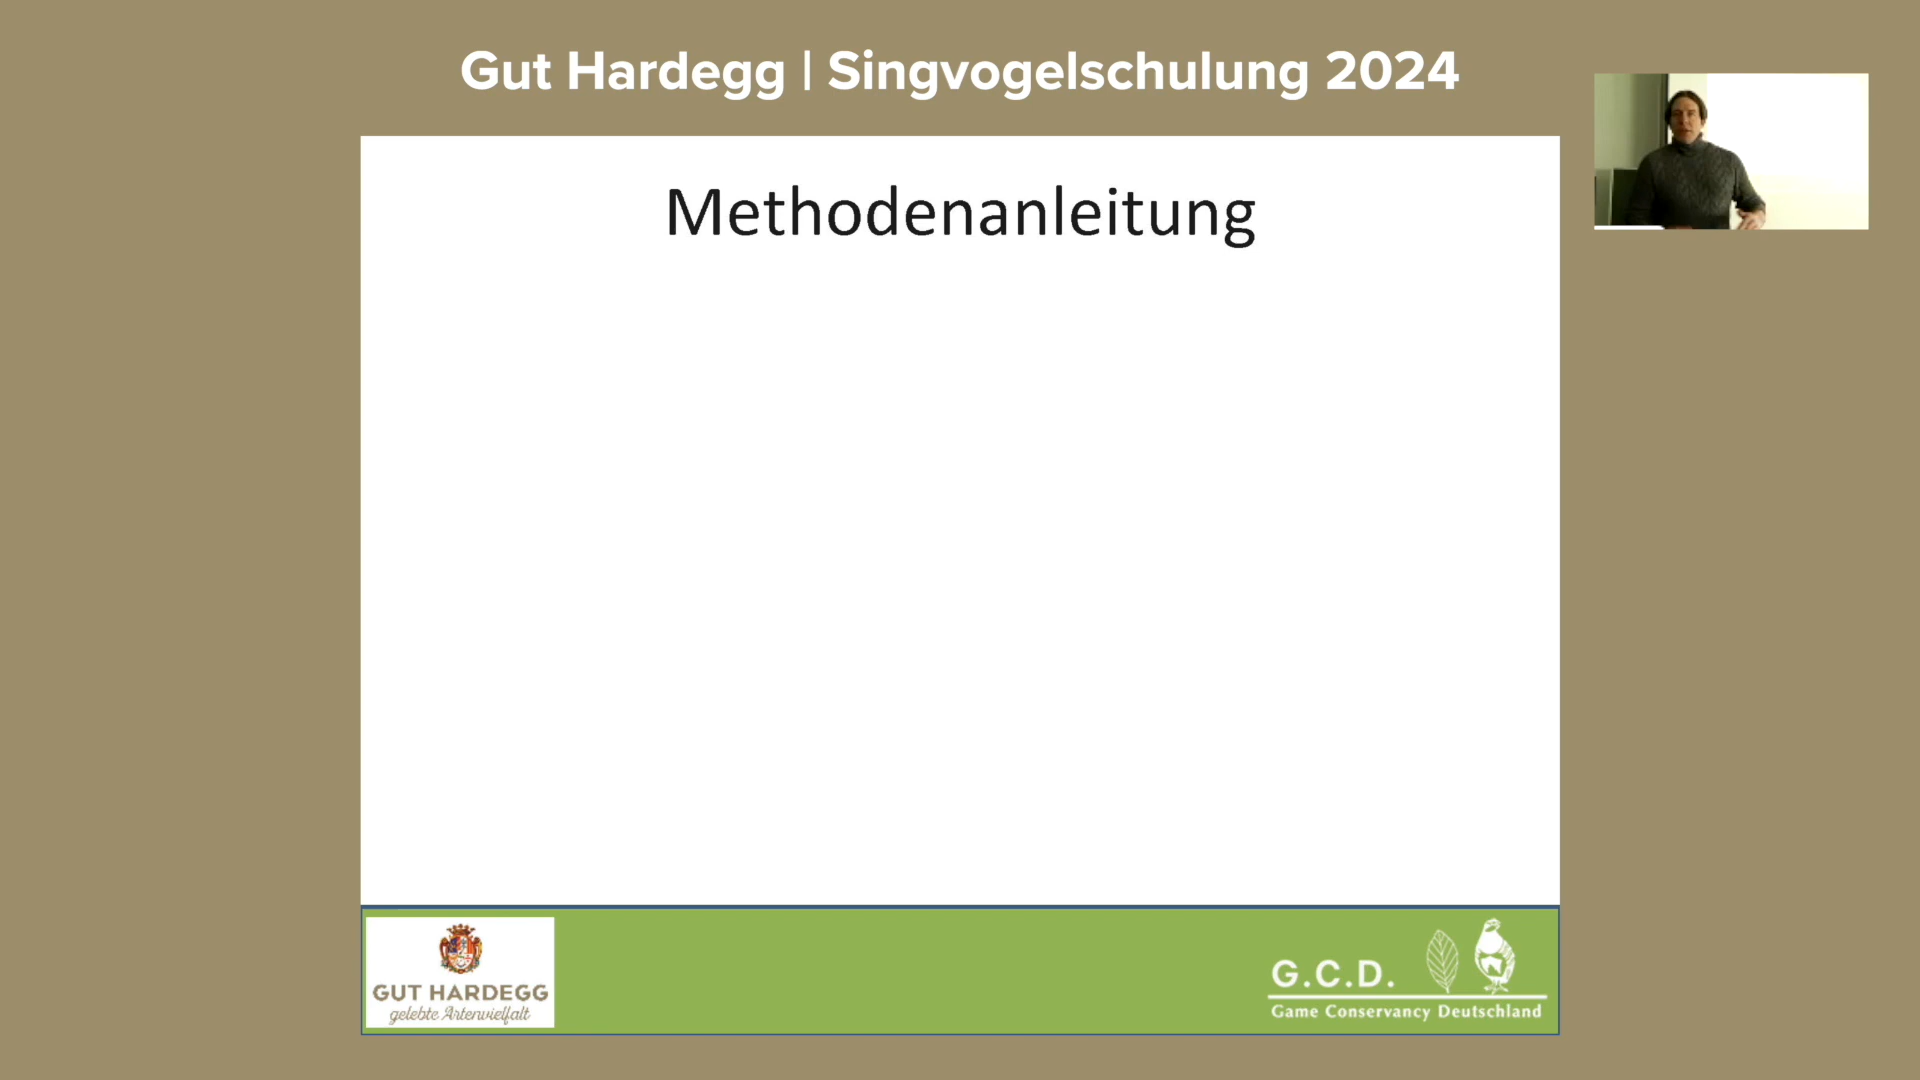 Gut Hardegg | Singvogelschulung 2024
Methodenanleitung
GUT HARDEGG
gelebte Artenvielfalt
G.C.D.
Game Conservancy Deutschland